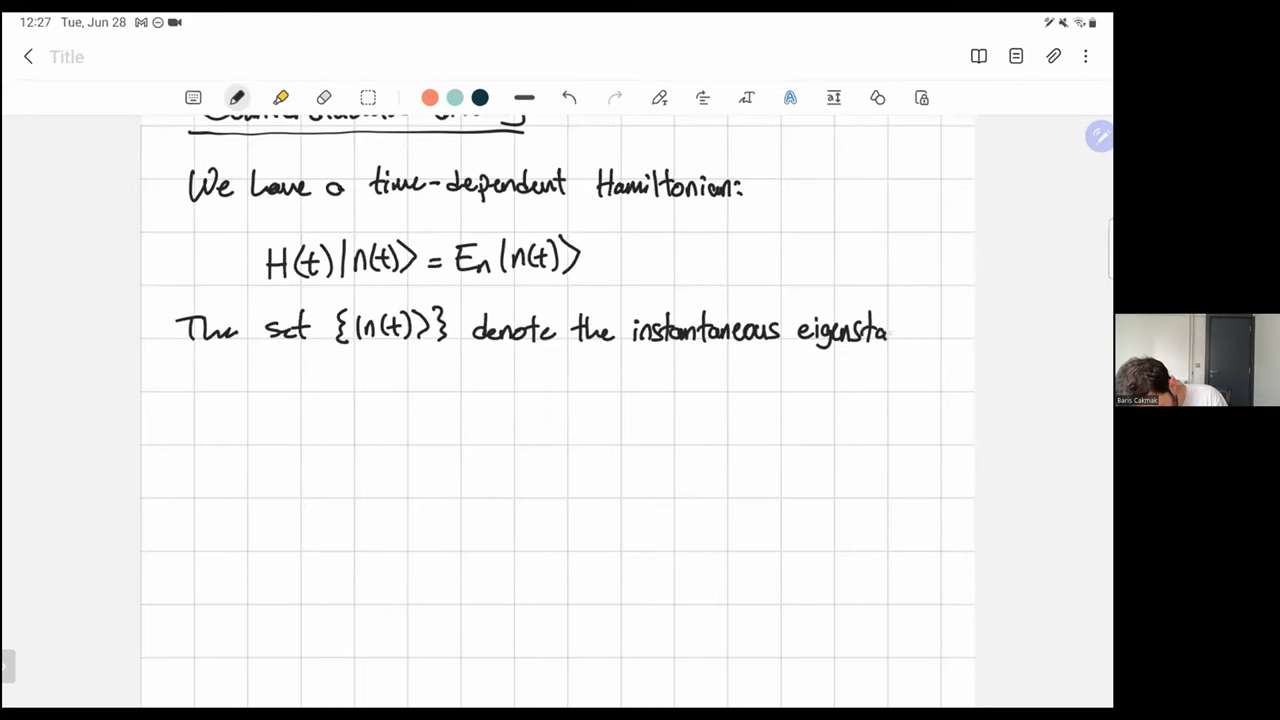 12:27 Tue, Jun 28
Title
We have a time-dependent Hamiltonian:
H(t)|n(t)⟩ = Eₙ|n(t)⟩
The set {|n(t)⟩} denote the instantaneous eigensta
Baris Cakmak